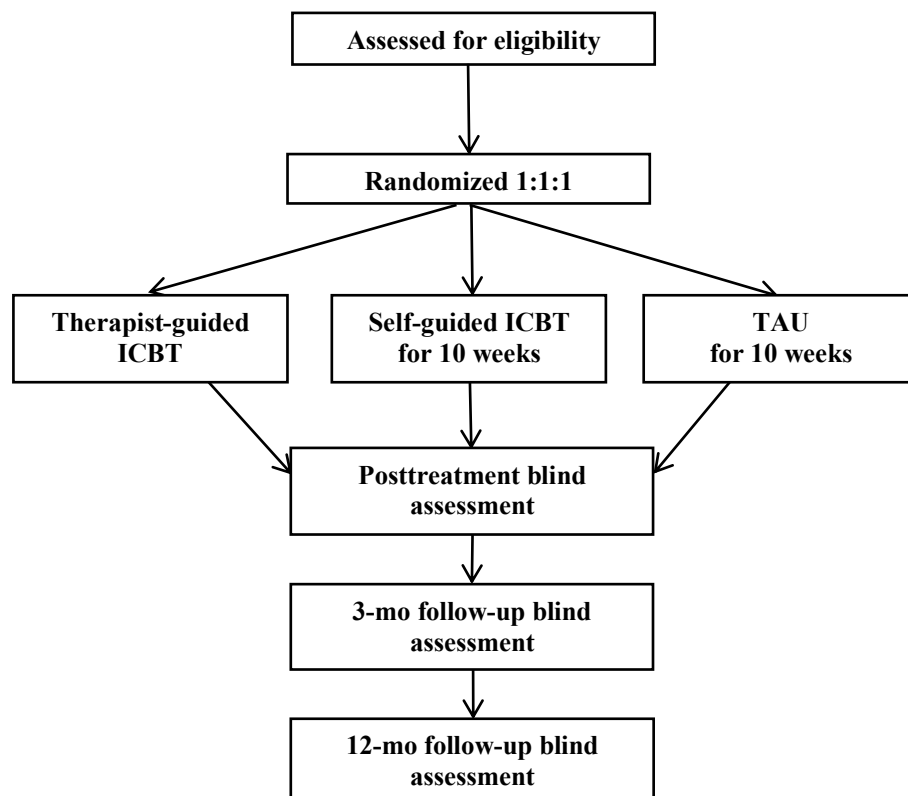 Assessed for eligibility
Randomized 1:1:1
Therapist-guided
ICBT
Self-guided ICBT
for 10 weeks
TAU
for 10 weeks
Posttreatment blind
assessment
3-mo follow-up blind
assessment
12-mo follow-up blind
assessment